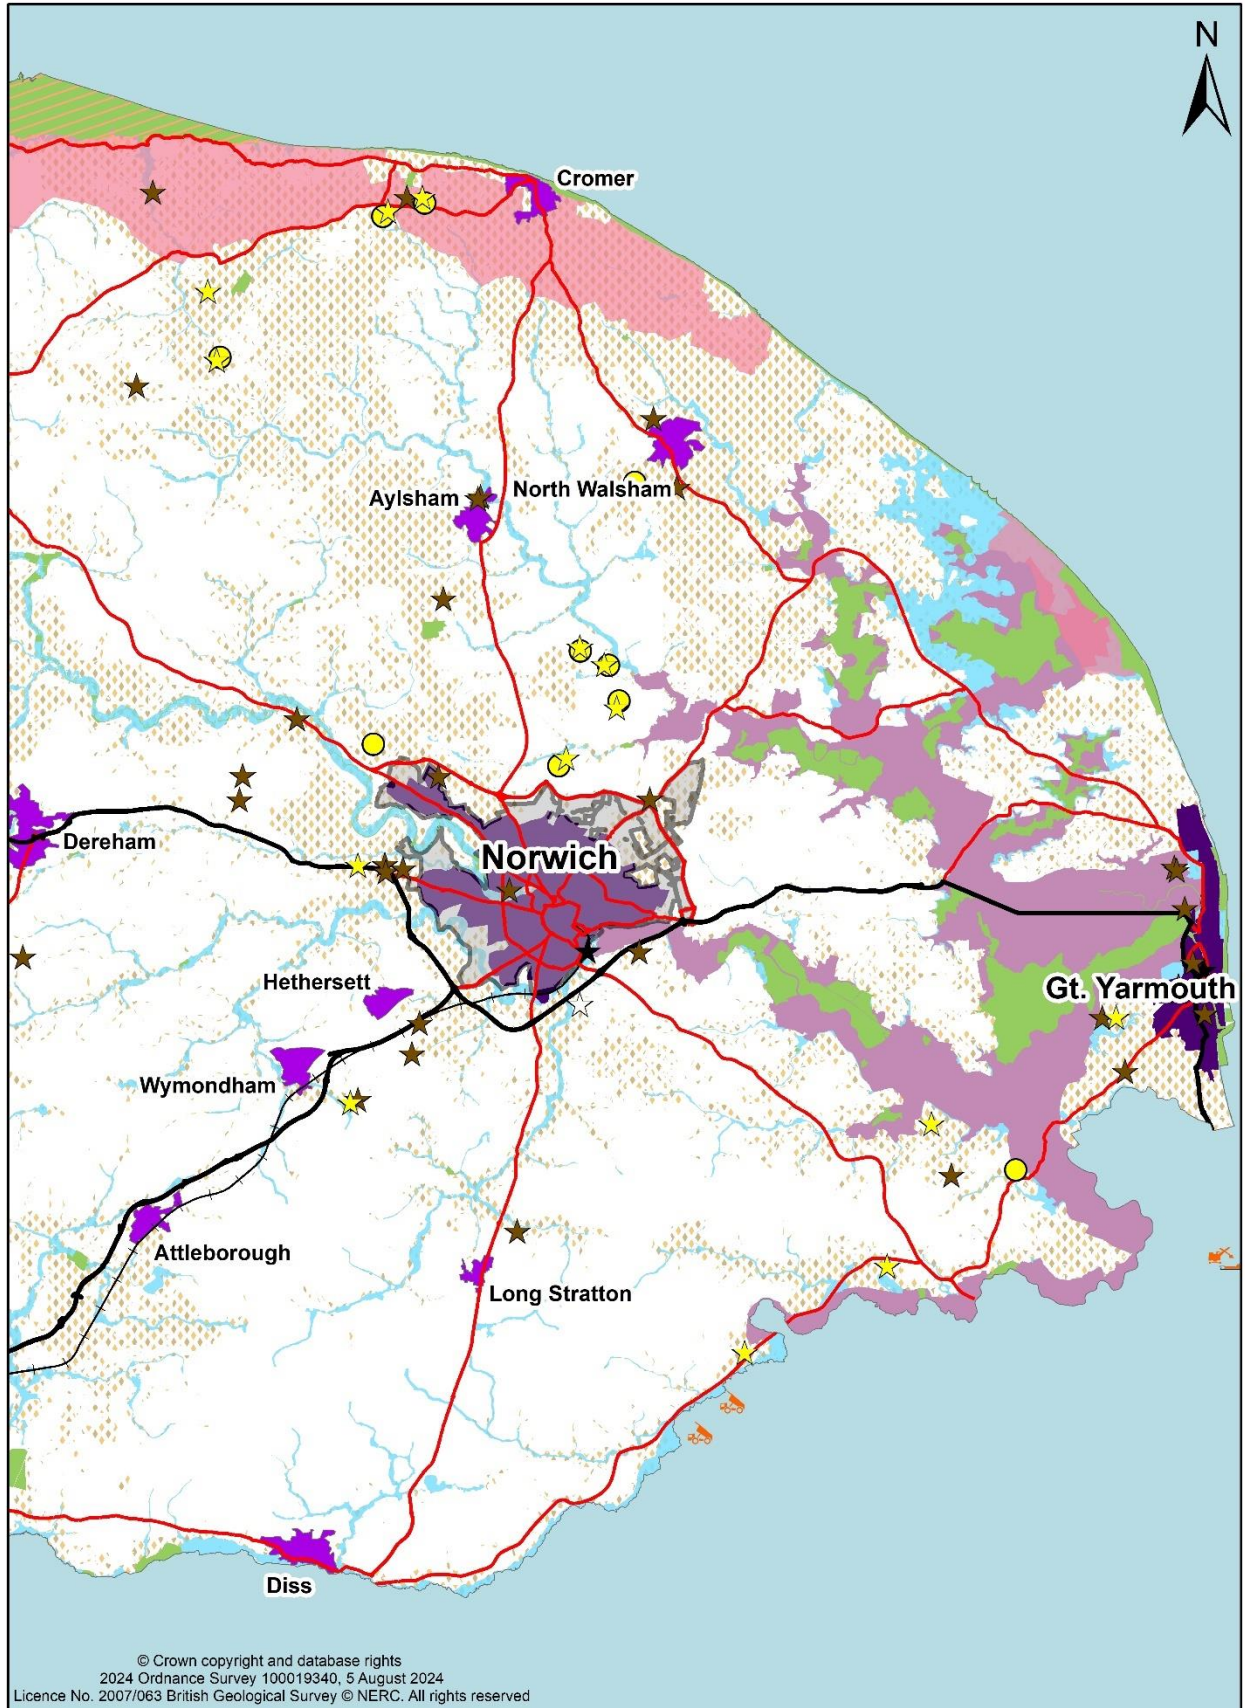 N
Cromer
Aylsham
North Walsham
Norwich
Dereham
Hethersett
Gt. Yarmouth
Wymondham
Attleborough
Long Stratton
Diss
© Crown copyright and database rights
2024 Ordnance Survey 100019340, 5 August 2024
Licence No. 2007/063 British Geological Survey © NERC. All rights reserved